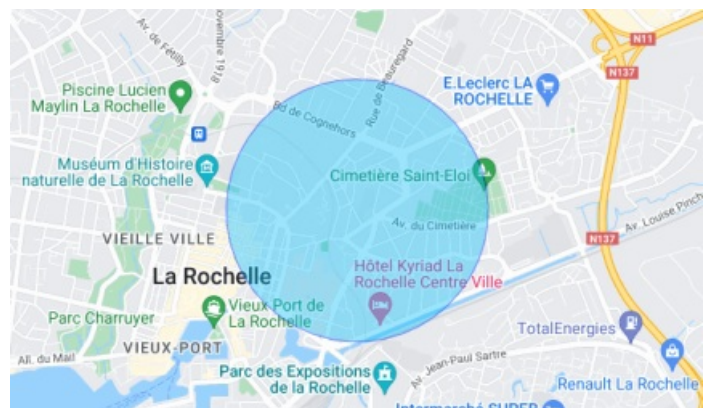 N11
Av. de Fétilly
novembre 1918
N137
Piscine Lucien
Maylin La Rochelle
Rue de Beauregard
E.Leclerc LA
ROCHELLE
Bd de Cognehors
Muséum d'Histoire
naturelle de La Rochelle
Cimetière Saint-Eloi
Av. du Cimetière
Av. Louise Pinch
VIEILLE VILLE
N137
La Rochelle
Hôtel Kyriad La
Rochelle Centre Ville
Parc Charruyer
Vieux Port de
La Rochelle
TotalEnergies
VIEUX-PORT
All. du Mail
Av. Jean-Paul Sartre
Parc des Expositions
de la Rochelle
Renault La Rochelle
Intermarché SUPER